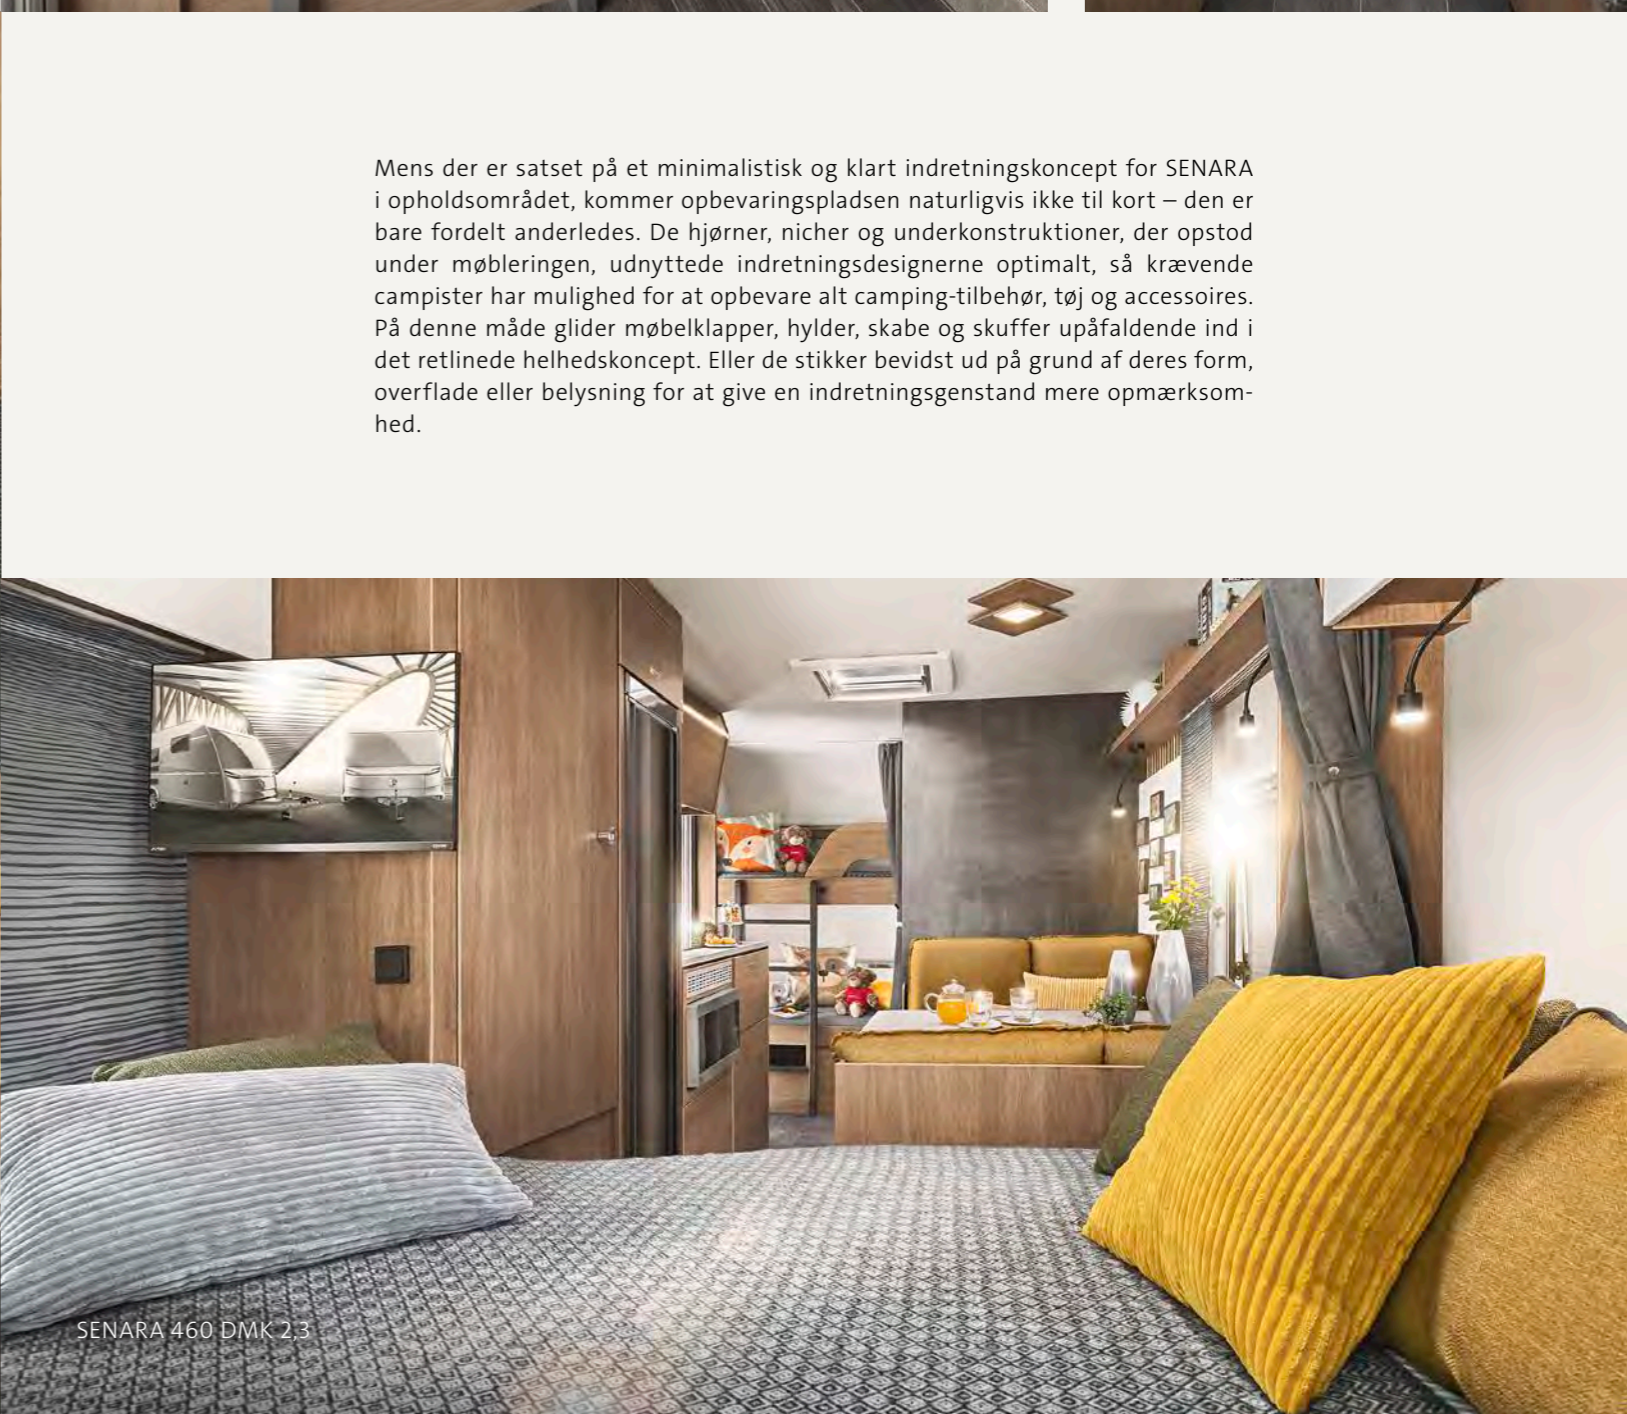 Mens der er satset på et minimalistisk og klart indretningskoncept for SENARA
i opholdsområdet, kommer opbevaringspladsen naturligvis ikke til kort – den er
bare fordelt anderledes. De hjørner, nicher og underkonstruktioner, der opstod
under møbleringen, udnyttede indretningsdesignerne optimalt, så krævende
campister har mulighed for at opbevare alt camping-tilbehør, tøj og accessoires.
På denne måde glider møbelklapper, hylder, skabe og skuffer upåfaldende ind i
det retlinede helhedskoncept. Eller de stikker bevidst ud på grund af deres form,
overflade eller belysning for at give en indretningsgenstand mere opmærksom-
hed.
SENARA 460 DMK 2,3